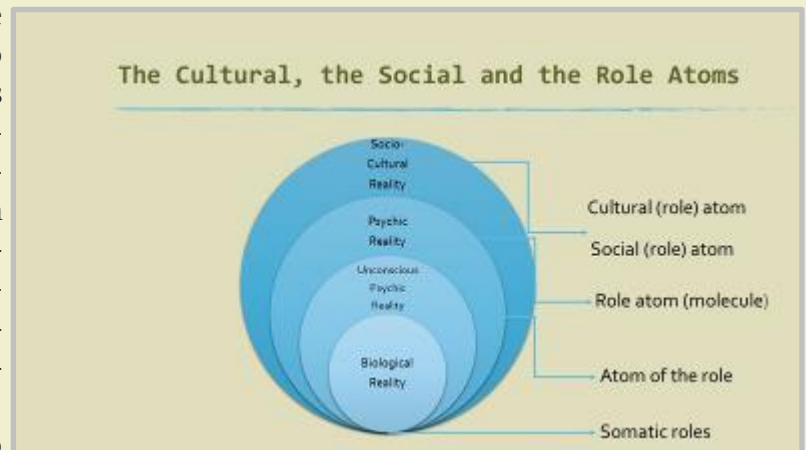 The Cultural, the Social and the Role Atoms
Socio-
Cultural
Reality
Psychic
Reality
Unconscious
Psychic
Reality
Biological
Reality
Cultural (role) atom
Social (role) atom
Role atom (molecule)
Atom of the role
Somatic roles